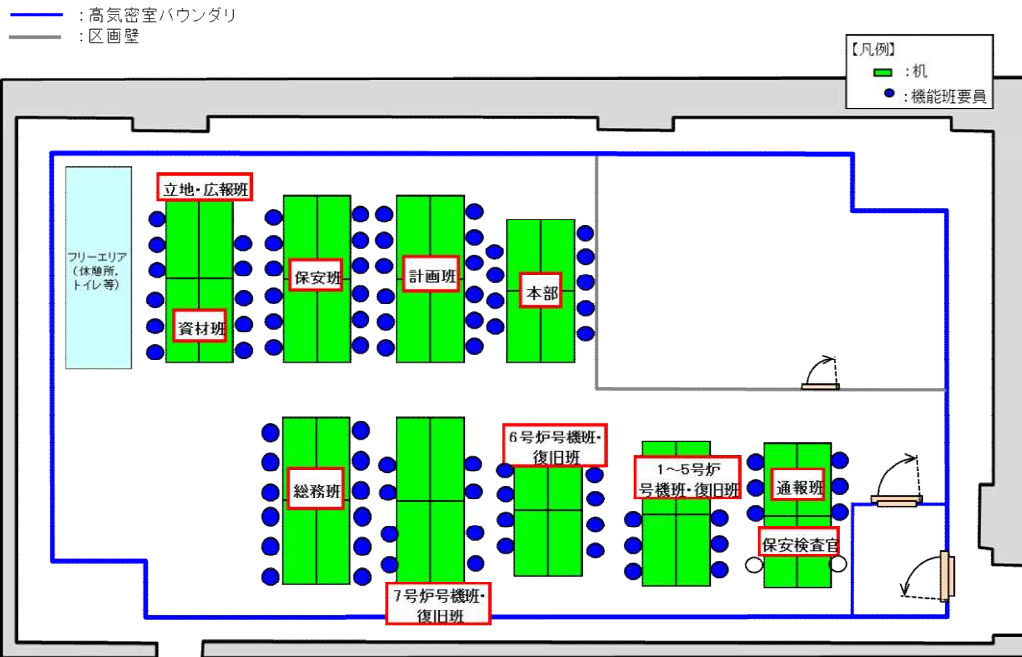 ：高気密室バウンダリ
：区画壁
【凡例】
：机
：機能班要員
立地・広報班
フリーエリア
（休憩所、
トイレ等）
資材班
保安班
計画班
本部
総務班
7号炉号機班・
復旧班
6号炉号機班・
復旧班
1～5号炉
号機班・復旧班
通報班
保安検査官